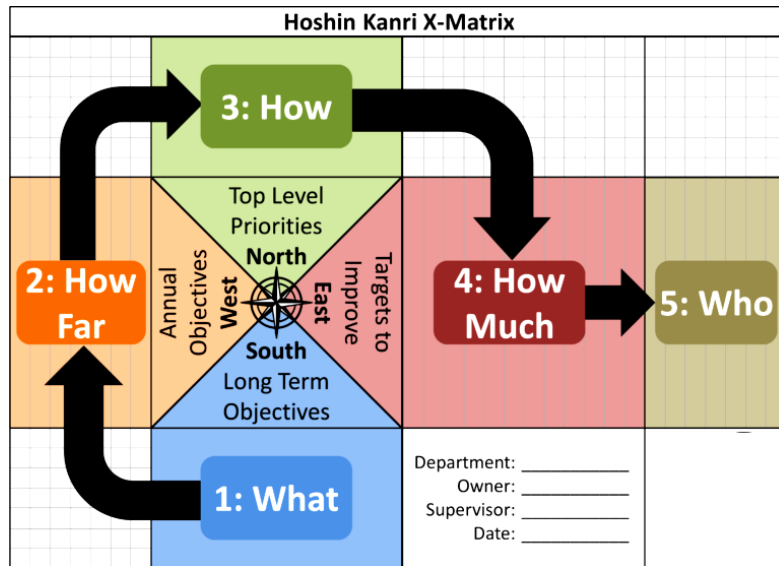 Hoshin Kanri X-Matrix
3: How
Top Level
Priorities
North
2: How
Far
Annual
Objectives
West
East
Targets to
Improve
4: How
Much
5: Who
South
Long Term
Objectives
1: What
Department: ___________
Owner: ___________
Supervisor: ___________
Date: ___________